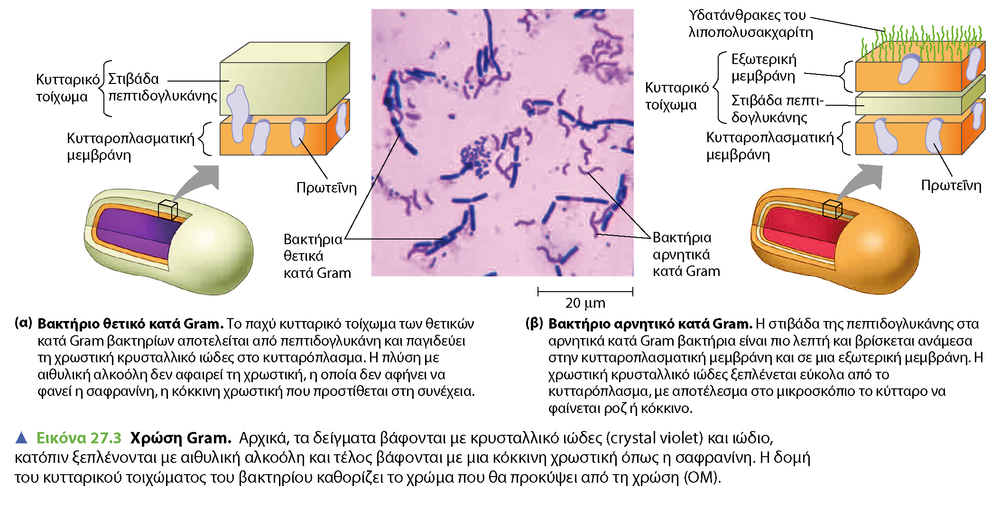 Κυτταρικό
τοίχωμα
Στιβάδα
πεπτιδογλυκάνης
Κυτταροπλασματική
μεμβράνη
Πρωτεΐνη
Βακτήρια
θετικά
κατά Gram
Υδατάνθρακες του
λιποπολυσακχαρίτη
Κυτταρικό
τοίχωμα
Εξωτερική
μεμβράνη
Στιβάδα πεπτι-
δογλυκάνης
Κυτταροπλασματική
μεμβράνη
Πρωτεΐνη
Βακτήρια
αρνητικά
κατά Gram
20 μm
(α) Βακτήριο θετικό κατά Gram. Το παχύ κυτταρικό τοίχωμα των θετικών
κατά Gram βακτηρίων αποτελείται από πεπτιδογλυκάνη και παγιδεύει
τη χρωστική κρυσταλλικό ιώδες στο κυτταρόπλασμα. Η πλύση με
αιθυλική αλκοόλη δεν αφαιρεί τη χρωστική, η οποία δεν αφήνει να
φανεί η σαφρανίνη, η κόκκινη χρωστική που προστίθεται στη συνέχεια.
(β) Βακτήριο αρνητικό κατά Gram. Η στιβάδα της πεπτιδογλυκάνης στα
αρνητικά κατά Gram βακτήρια είναι πιο λεπτή και βρίσκεται ανάμεσα
στην κυτταροπλασματική μεμβράνη και σε μια εξωτερική μεμβράνη. Η
χρωστική κρυσταλλικό ιώδες ξεπλένεται εύκολα από το
κυτταρόπλασμα, με αποτέλεσμα στο μικροσκόπιο το κύτταρο να
φαίνεται ροζ ή κόκκινο.
▲ Εικόνα 27.3 Χρώση Gram. Αρχικά, τα δείγματα βάφονται με κρυσταλλικό ιώδες (crystal violet) και ιώδιο,
κατόπιν ξεπλένονται με αιθυλική αλκοόλη και τέλος βάφονται με μια κόκκινη χρωστική όπως η σαφρανίνη. Η δομή
του κυτταρικού τοιχώματος του βακτηρίου καθορίζει το χρώμα που θα προκύψει από τη χρώση (ΟΜ).